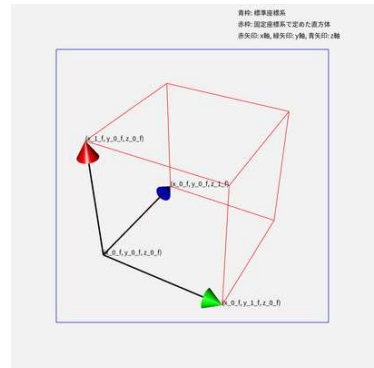 青枠: 標準座標系
赤枠: 固定座標系で定めた直方体
赤矢印: x軸, 緑矢印: y軸, 青矢印: z軸
(x_1_f, y_0_f, z_0_f)
(x_0_f, y_0_f, z_1_f)
(x_0_f, y_0_f, z_0_f)
(x_0_f, y_1_f, z_0_f)